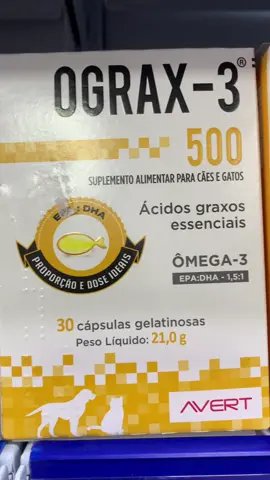 OGRAX-3®
500
SUPLEMENTO ALIMENTAR PARA CÃES E GATOS
EPA:DHA
PROPORÇÃO E DOSE IDEAIS
Ácidos graxos
essenciais
ÔMEGA-3
EPA:DHA - 1,5:1
30 cápsulas gelatinosas
Peso Líquido: 21,0 g
AVERT